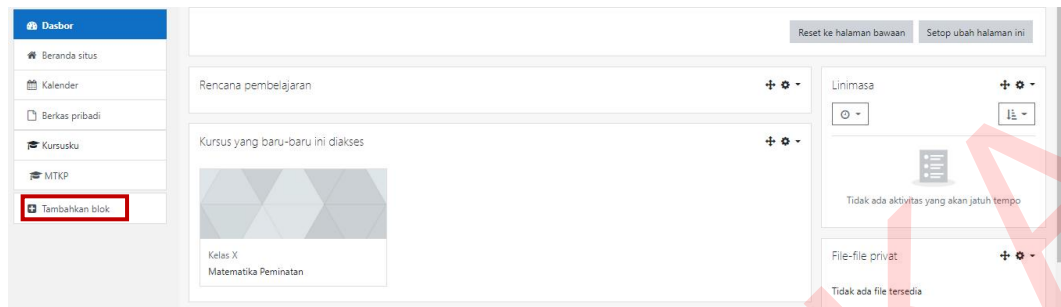 Dasbor
Beranda situs
Kalender
Berkas pribadi
Kursusku
MTKP
Tambahkan blok
Reset ke halaman bawaan
Setop ubah halaman ini
Rencana pembelajaran
Kursus yang baru-baru ini diakses
Kelas X
Matematika Peminatan
Linimasa
Tidak ada aktivitas yang akan jatuh tempo
File-file privat
Tidak ada file tersedia